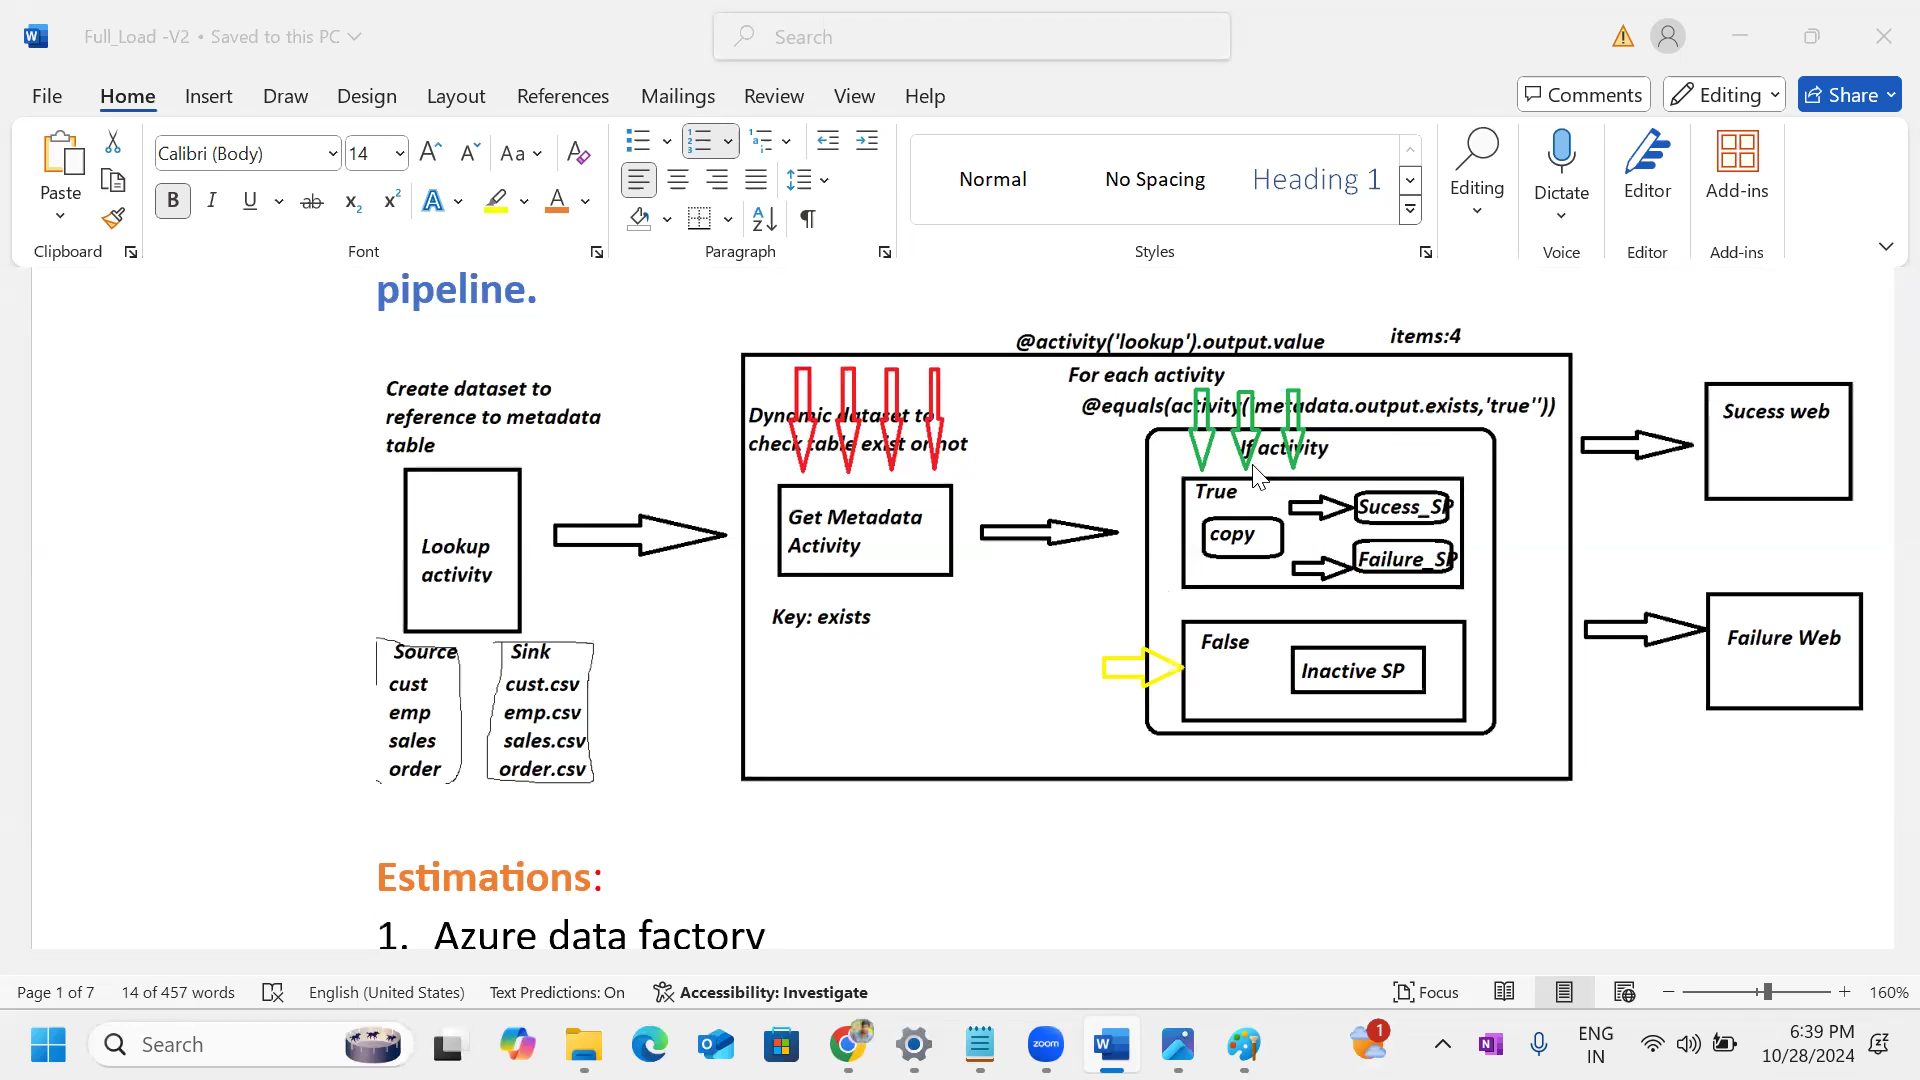 Full_Load -V2 • Saved to this PC
Search
File Home Insert Draw Design Layout References Mailings Review View Help
Comments Editing Share
Paste
Clipboard
Calibri (Body) 14
Font
Paragraph
Normal No Spacing Heading 1
Styles
Editing
Dictate
Voice
Editor
Editor
Add-ins
Add-ins
pipeline.
@activity('lookup').output.value items:4
Create dataset to
reference to metadata
table
Lookup
activity
Source Sink
cust cust.csv
emp emp.csv
sales sales.csv
order order.csv
For each activity
Dynamic dataset to
check table exist or not
Get Metadata
Activity
Key: exists
@equals(activity('metadata.output.exists,'true''))
If activity
True
copy
Sucess_SP
Failure_SP
False
Inactive SP
Sucess web
Failure Web
Estimations:
1. Azure data factory
Page 1 of 7 14 of 457 words English (United States) Text Predictions: On Accessibility: Investigate Focus 160%
Search
zoom
1
ENG
IN
6:39 PM
10/28/2024